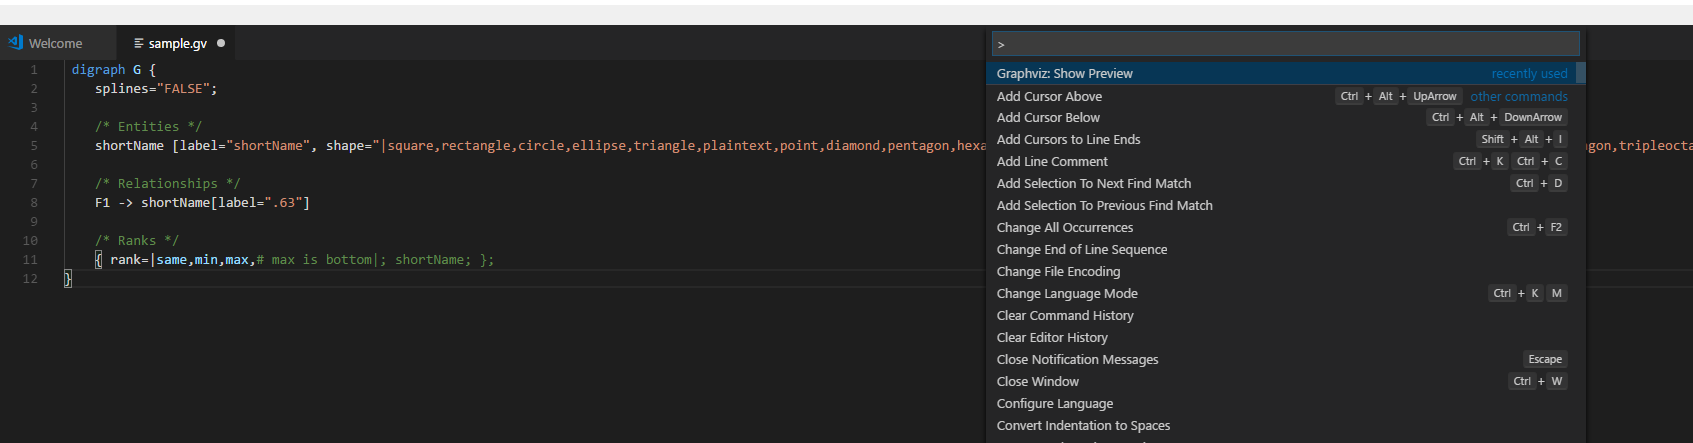 Welcome
sample.gv
1 digraph G {
2 splines="FALSE";
3
4 /* Entities */
5 shortName [label="shortName", shape="|square,rectangle,circle,ellipse,triangle,plaintext,point,diamond,pentagon,hexa
gon,tripleocta
6
7 /* Relationships */
8 F1 -> shortName[label=".63"]
9
10 /* Ranks */
11 { rank=|same,min,max,# max is bottom|; shortName; };
12 }
>
Graphviz: Show Preview recently used
Add Cursor Above Ctrl + Alt + UpArrow other commands
Add Cursor Below Ctrl + Alt + DownArrow
Add Cursors to Line Ends Shift + Alt + I
Add Line Comment Ctrl + K Ctrl + C
Add Selection To Next Find Match Ctrl + D
Add Selection To Previous Find Match
Change All Occurrences Ctrl + F2
Change End of Line Sequence
Change File Encoding
Change Language Mode Ctrl + K M
Clear Command History
Clear Editor History
Close Notification Messages Escape
Close Window Ctrl + W
Configure Language
Convert Indentation to Spaces